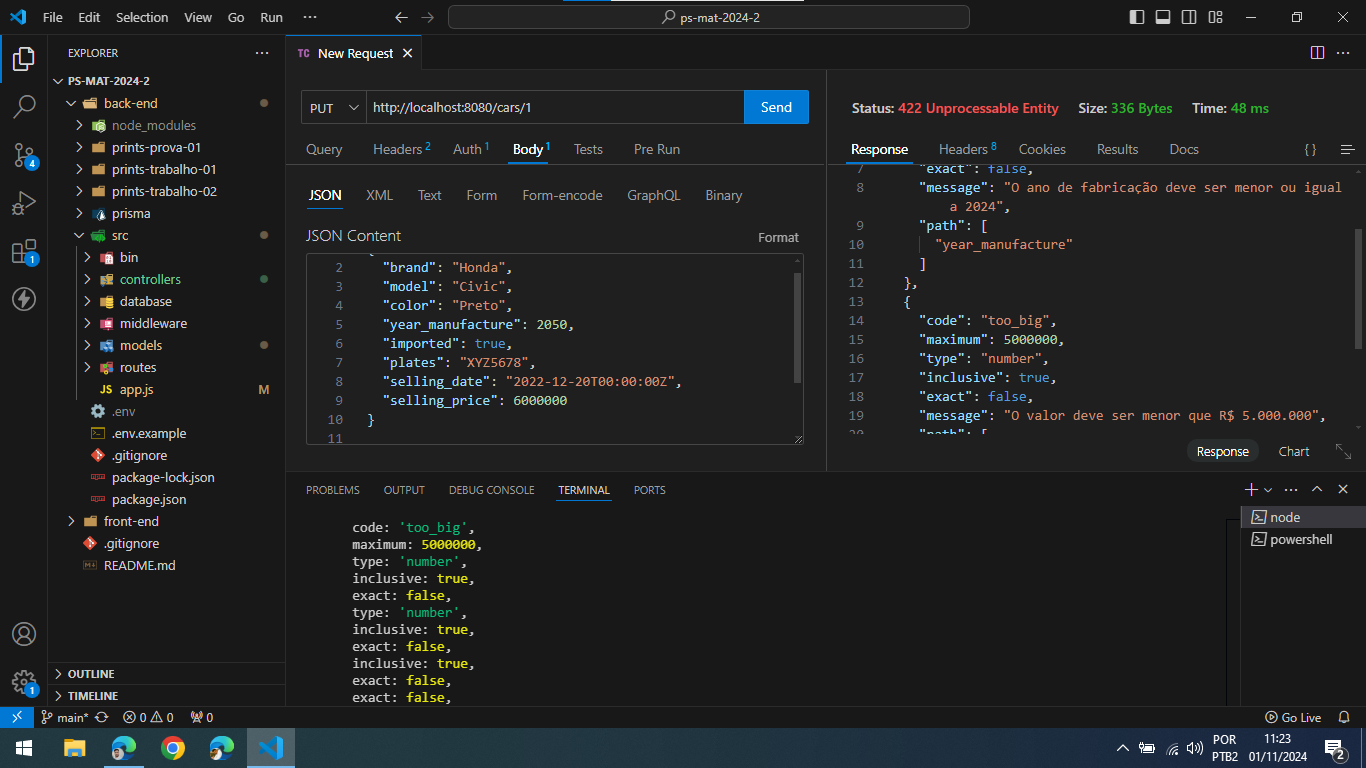 File Edit Selection View Go Run ···
ps-mat-2024-2
EXPLORER
PS-MAT-2024-2
back-end
node_modules
prints-prova-01
prints-trabalho-01
prints-trabalho-02
prisma
src
bin
controllers
database
middleware
models
routes
JS app.js M
.env
.env.example
.gitignore
package-lock.json
package.json
front-end
.gitignore
README.md
OUTLINE
TIMELINE
4
1
1
TC New Request
PUT http://localhost:8080/cars/1 Send
Query Headers 2 Auth 1 Body 1 Tests Pre Run
JSON XML Text Form Form-encode GraphQL Binary
JSON Content Format
2 "brand": "Honda",
3 "model": "Civic",
4 "color": "Preto",
5 "year_manufacture": 2050,
6 "imported": true,
7 "plates": "XYZ5678",
8 "selling_date": "2022-12-20T00:00:00Z",
9 "selling_price": 6000000
10 }
11
Status: 422 Unprocessable Entity Size: 336 Bytes Time: 48 ms
Response Headers 8 Cookies Results Docs { }
7 "exact": false,
8 "message": "O ano de fabricação deve ser menor ou igual
a 2024",
9 "path": [
10 "year_manufacture"
11 ]
12 },
13 {
14 "code": "too_big",
15 "maximum": 5000000,
16 "type": "number",
17 "inclusive": true,
18 "exact": false,
19 "message": "O valor deve ser menor que R$ 5.000.000",
20 "path": [
Response Chart
PROBLEMS OUTPUT DEBUG CONSOLE TERMINAL PORTS
code: 'too_big',
maximum: 5000000,
type: 'number',
inclusive: true,
exact: false,
type: 'number',
inclusive: true,
exact: false,
inclusive: true,
exact: false,
exact: false,
node
powershell
main* 0 0 0 Go Live
POR
PTB2
11:23
01/11/2024
2